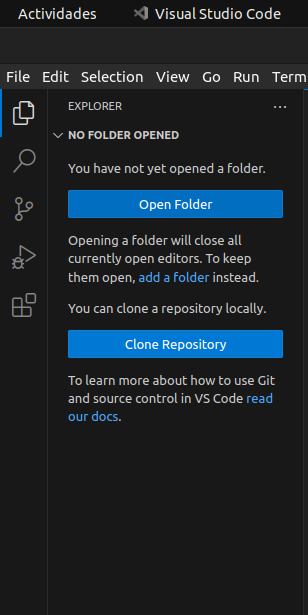 Actividades Visual Studio Code
File Edit Selection View Go Run Term
EXPLORER ...
NO FOLDER OPENED
You have not yet opened a folder.
Open Folder
Opening a folder will close all
currently open editors. To keep
them open, add a folder instead.
You can clone a repository locally.
Clone Repository
To learn more about how to use Git
and source control in VS Code read
our docs.